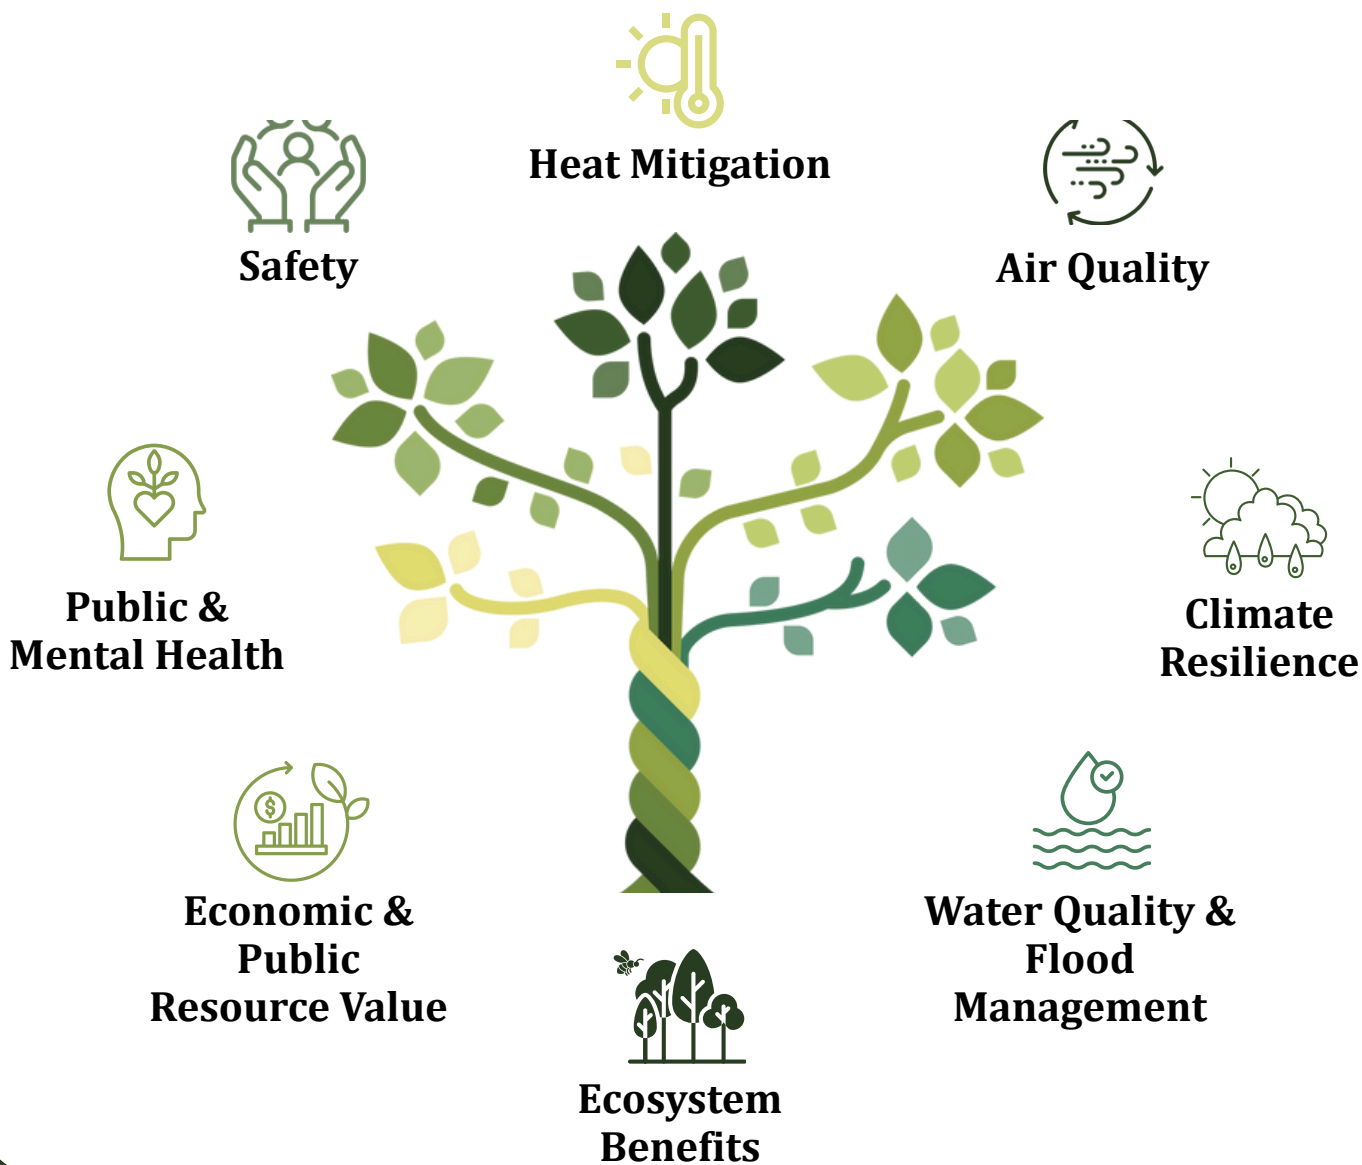 Heat Mitigation
Safety
Air Quality
Public &
Mental Health
Climate
Resilience
$
Economic &
Public
Resource Value
Water Quality &
Flood
Management
Ecosystem
Benefits